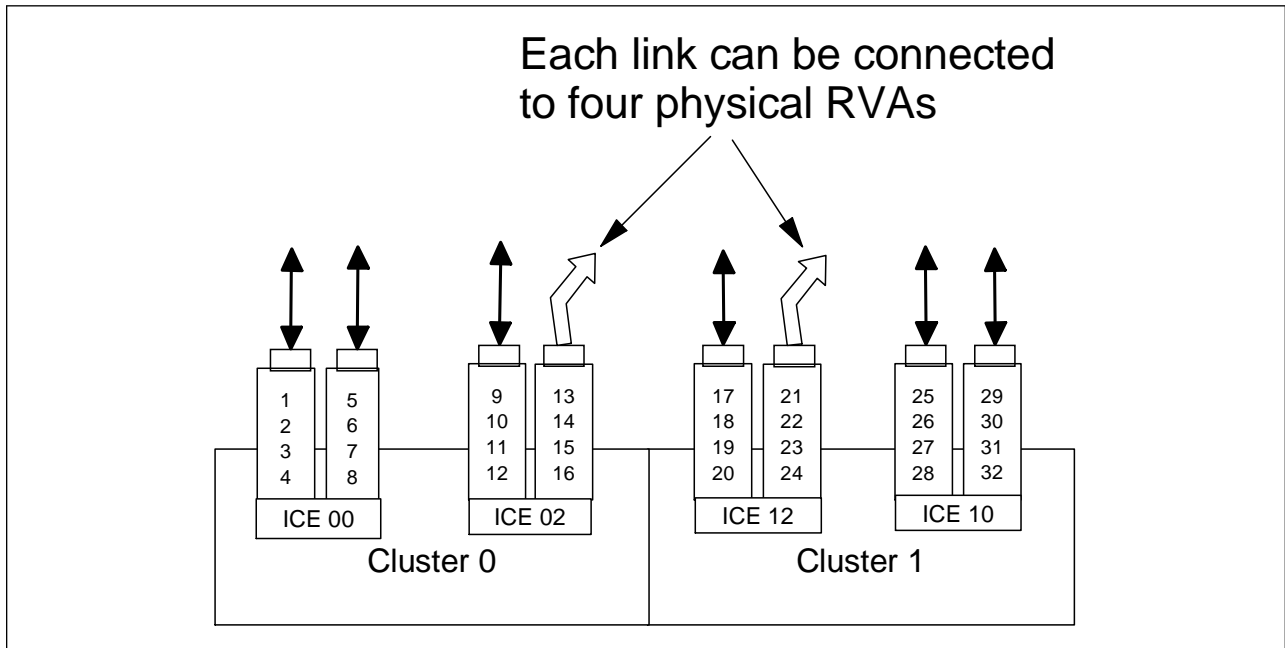 Each link can be connected
to four physical RVAs
1 5 9 13 17 21 25 29
2 6 10 14 18 22 26 30
3 7 11 15 19 23 27 31
4 8 12 16 20 24 28 32
ICE 00 ICE 02 ICE 12 ICE 10
Cluster 0 Cluster 1